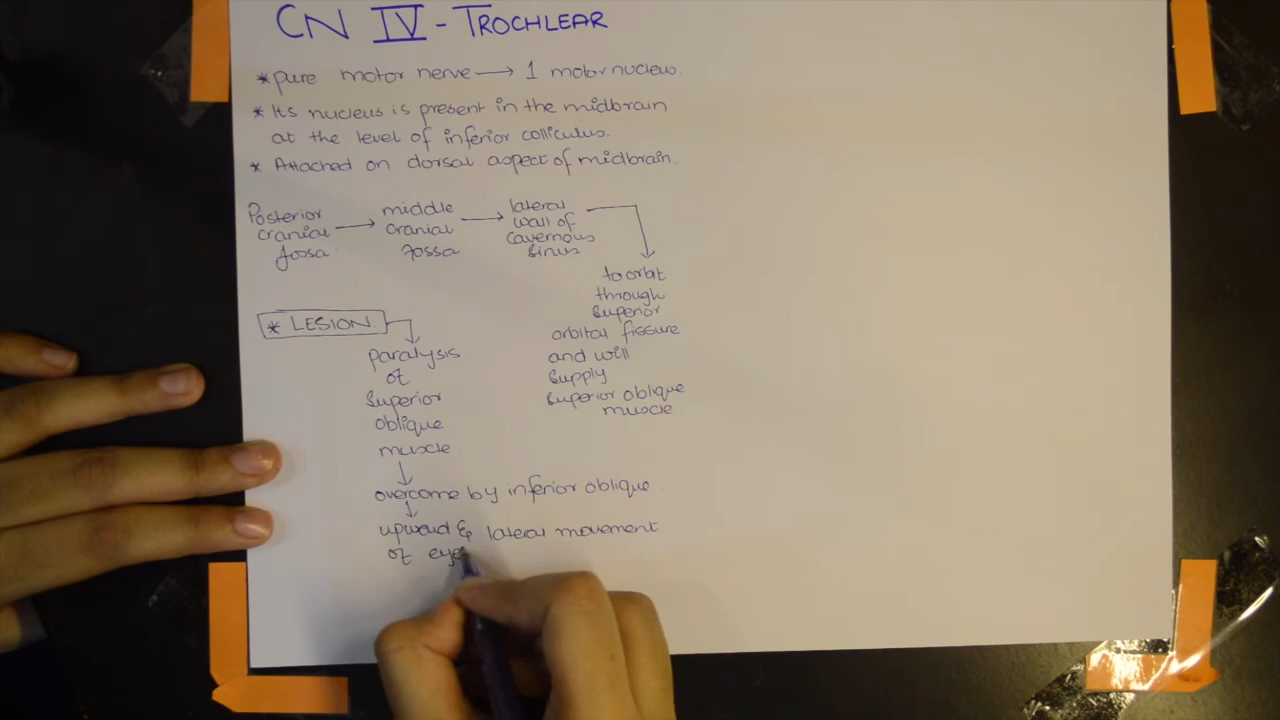 CN IV - TROCHLEAR
* pure motor nerve → 1 motor nucleus.
* Its nucleus is present in the midbrain
at the level of inferior colliculus.
* Attached on dorsal aspect of midbrain.
Posterior
cranial
fossa
→ middle
cranial
fossa
→ lateral
wall of
cavernous
sinus
to orbit
through
superior
orbital fissure
and will
supply
superior oblique
muscle.
* LESION
paralysis
of
superior
oblique
muscle
overcome by inferior oblique.
upward & lateral movement
of eye